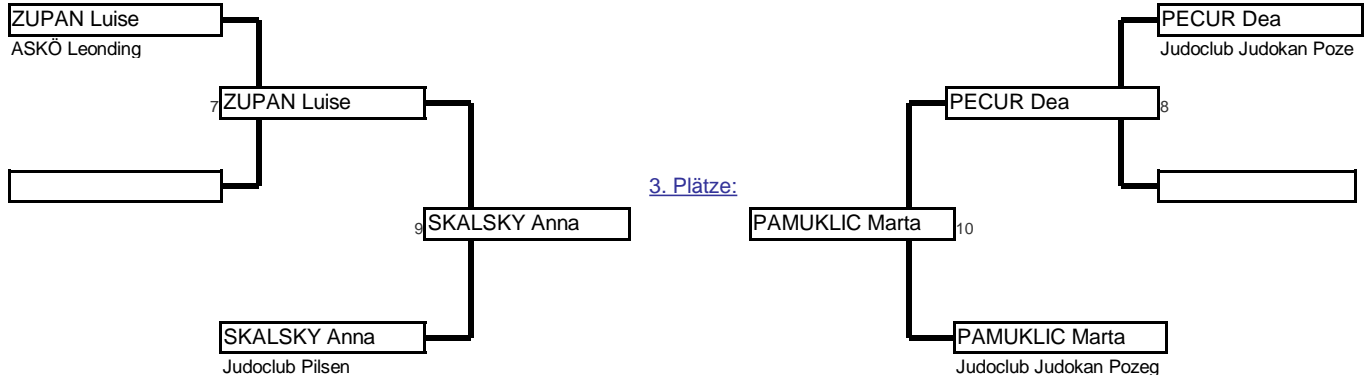 ZUPAN Luise
ASKÖ Leonding
PECUR Dea
Judoclub Judokan Poze
7 ZUPAN Luise
PECUR Dea 8
3. Plätze:
9 SKALSKY Anna
PAMUKLIC Marta 10
SKALSKY Anna
Judoclub Pilsen
PAMUKLIC Marta
Judoclub Judokan Pozeg